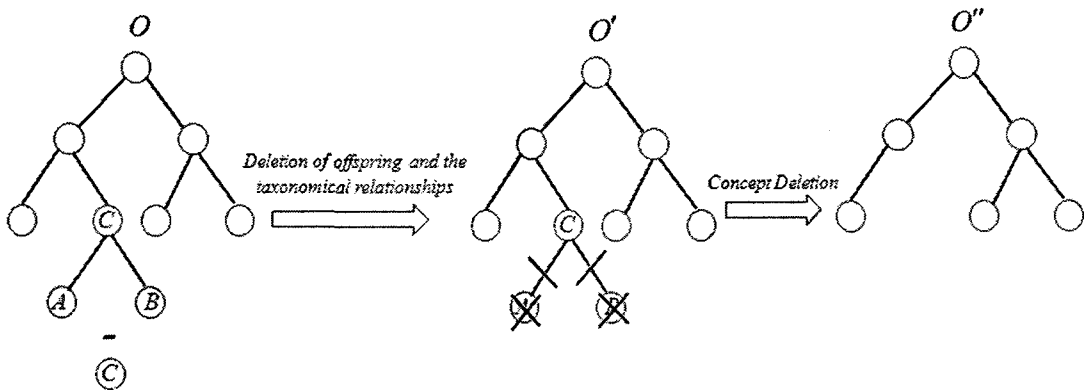 O
O'
O''
Deletion of offspring and the
taxonomical relationships
Concept Deletion
C
C
A
B
-
C